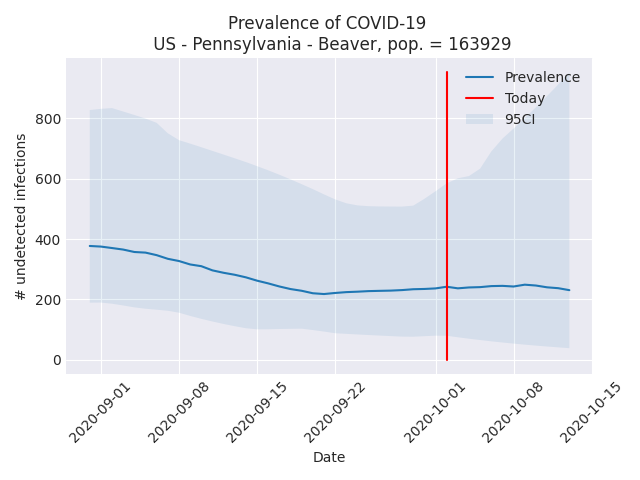 Prevalence of COVID-19
US - Pennsylvania - Beaver, pop. = 163929
Prevalence
Today
95CI
# undetected infections
800
600
400
200
0
2020-09-01
2020-09-08
2020-09-15
2020-09-22
2020-10-01
2020-10-08
2020-10-15
Date